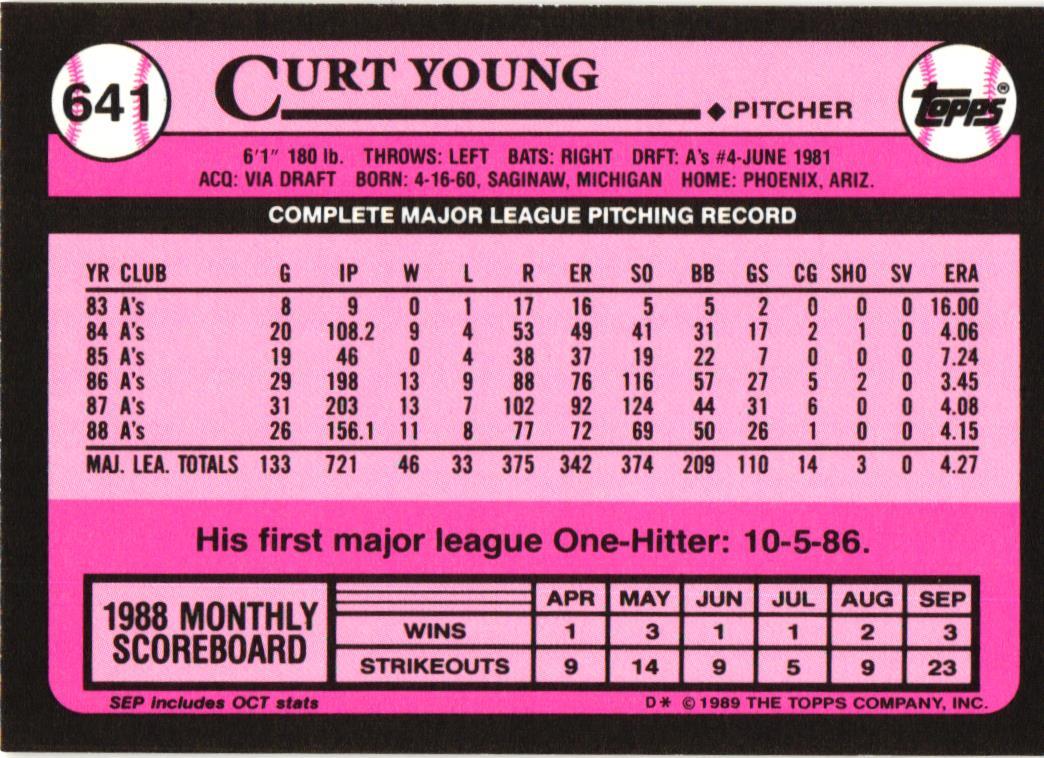 641
CURT YOUNG
◆ PITCHER
TOPPS®
6'1" 180 lb. THROWS: LEFT BATS: RIGHT DRFT: A's #4-JUNE 1981
ACQ: VIA DRAFT BORN: 4-16-60, SAGINAW, MICHIGAN HOME: PHOENIX, ARIZ.
COMPLETE MAJOR LEAGUE PITCHING RECORD
YR CLUB G IP W L R ER SO BB GS CG SHO SV ERA
83 A's 8 9 0 1 17 16 5 5 2 0 0 0 16.00
84 A's 20 108.2 9 4 53 49 41 31 17 2 1 0 4.06
85 A's 19 46 0 4 38 37 19 22 7 0 0 0 7.24
86 A's 29 198 13 9 88 76 116 57 27 5 2 0 3.45
87 A's 31 203 13 7 102 92 124 44 31 6 0 0 4.08
88 A's 26 156.1 11 8 77 72 69 50 26 1 0 0 4.15
MAJ. LEA. TOTALS 133 721 46 33 375 342 374 209 110 14 3 0 4.27
His first major league One-Hitter: 10-5-86.
1988 MONTHLY SCOREBOARD
APR MAY JUN JUL AUG SEP
WINS 1 3 1 1 2 3
STRIKEOUTS 9 14 9 5 9 23
SEP includes OCT stats
D* © 1989 THE TOPPS COMPANY, INC.